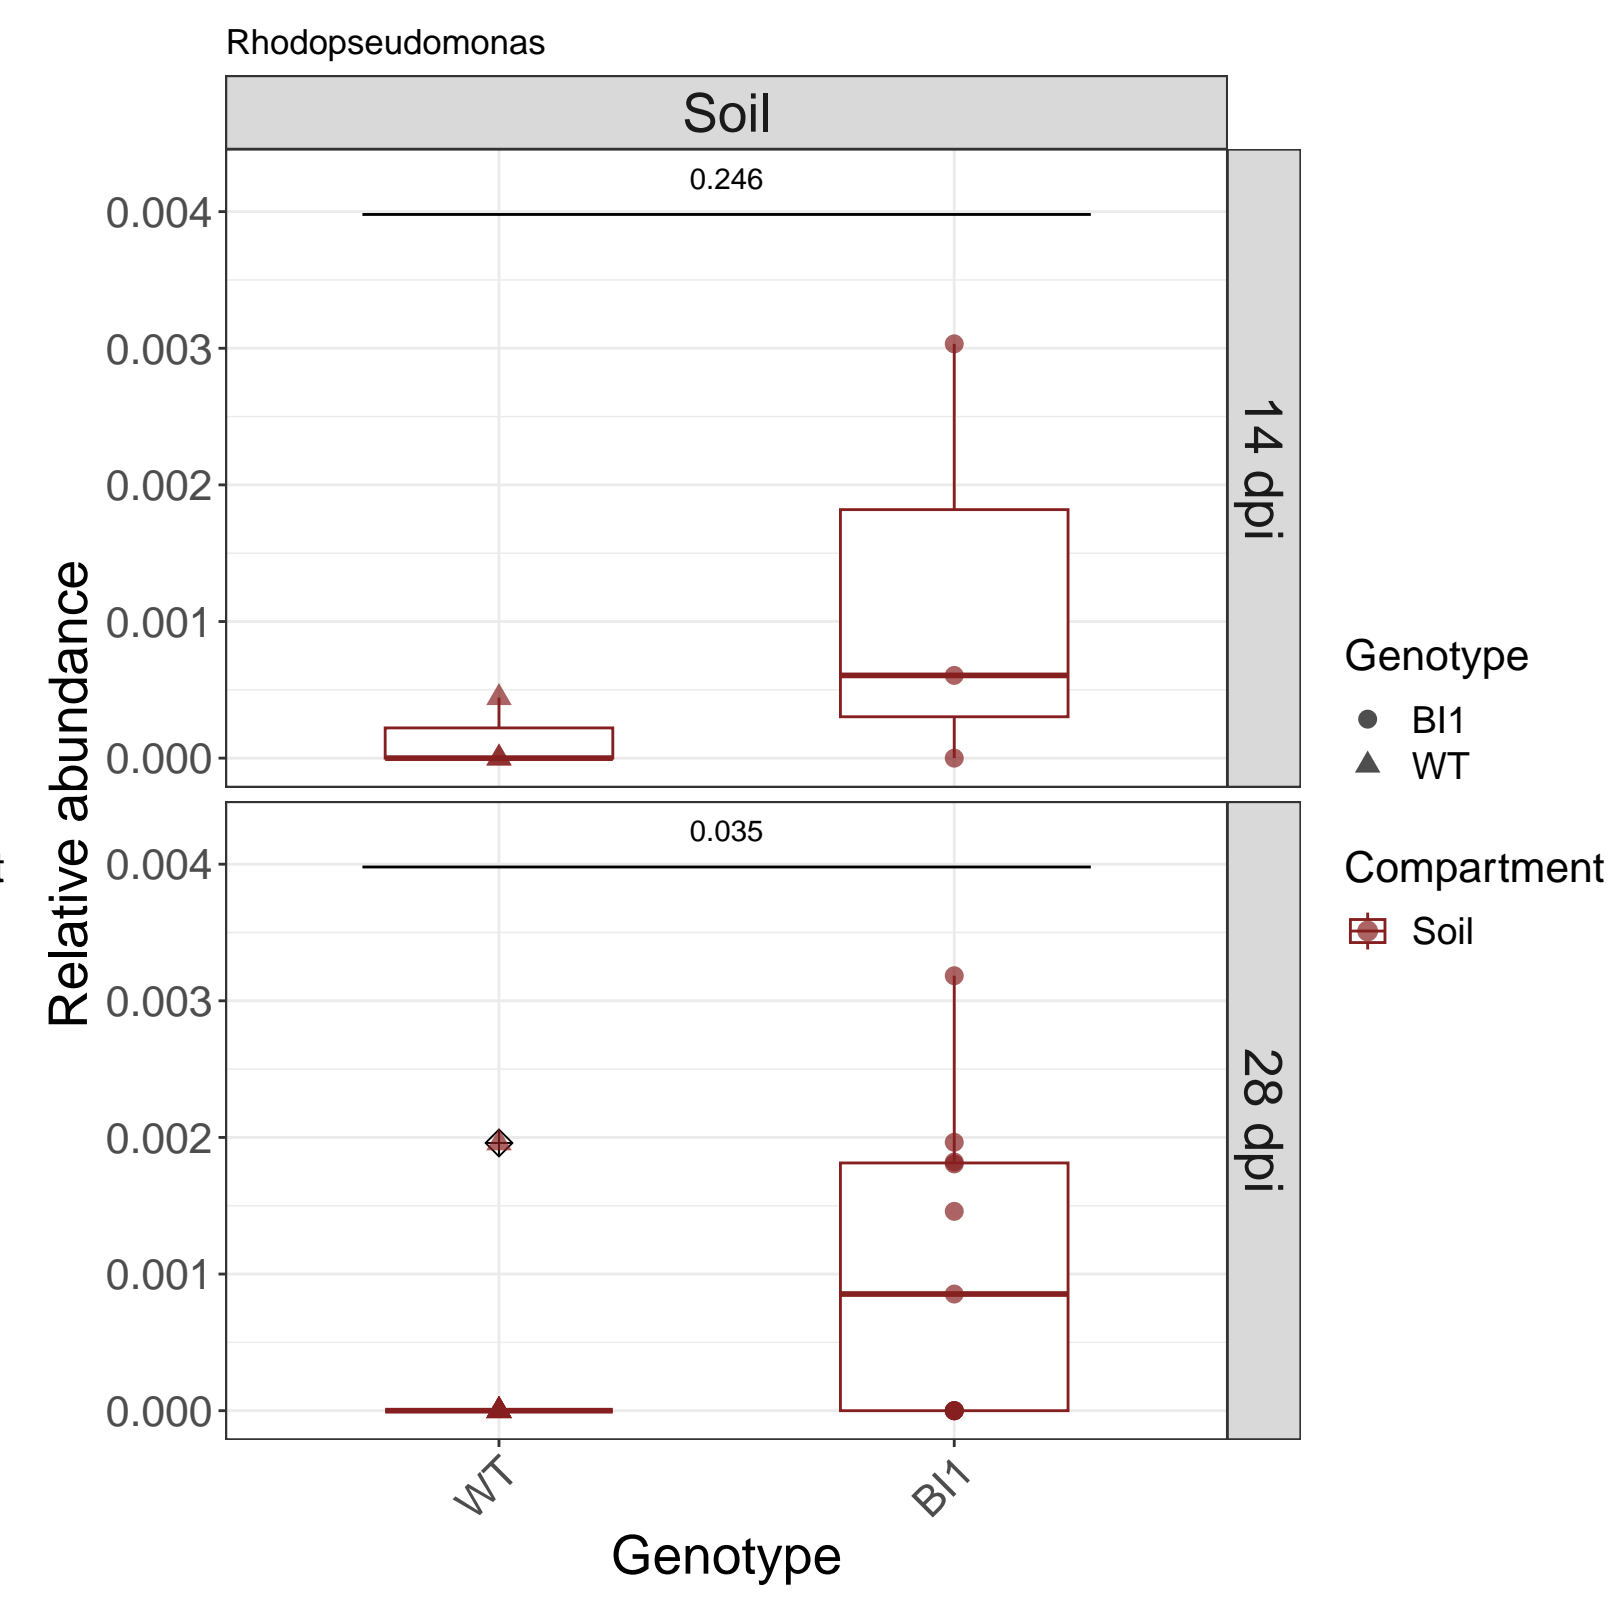 Rhodopseudomonas
Soil
0.246
0.004
0.003
0.002
0.001
0.000
14 dpi
0.035
0.004
0.003
0.002
0.001
0.000
28 dpi
WT
BI1
Genotype
Relative abundance
Genotype
BI1
WT
Compartment
Soil